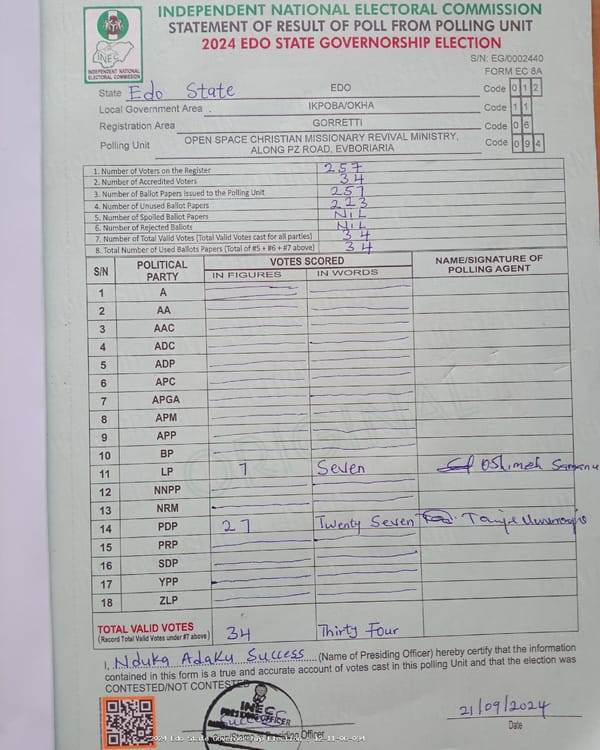 INDEPENDENT NATIONAL ELECTORAL COMMISSION
STATEMENT OF RESULT OF POLL FROM POLLING UNIT
2024 EDO STATE GOVERNORSHIP ELECTION
INEC
INDEPENDENT NATIONAL ELECTORAL COMMISSION
S/N: EG/0002440
FORM EC 8A
State Edo State EDO Code 0 1 2
Local Government Area IKPOBA/OKHA Code 1 1
Registration Area GORRETTI Code 0 6
Polling Unit OPEN SPACE CHRISTIAN MISSIONARY REVIVAL MINISTRY, ALONG PZ ROAD, EVBORIARIA Code 0 9 4
1. Number of Voters on the Register 257
2. Number of Accredited Voters 34
3. Number of Ballot Papers Issued to the Polling Unit 257
4. Number of Unused Ballot Papers 223
5. Number of Spoiled Ballot Papers NIL
6. Number of Rejected Ballots NIL
7. Number of Total Valid Votes (Total Valid Votes cast for all parties) 34
8. Total Number of Used Ballots Papers (Total of #5 + #6 + #7 above) 34
S/N POLITICAL PARTY VOTES SCORED NAME/SIGNATURE OF POLLING AGENT
IN FIGURES IN WORDS
1 A
2 AA
3 AAC
4 ADC
5 ADP
6 APC
7 APGA
8 APM
9 APP
10 BP
11 LP 7 Seven Oshimeh
12 NNPP
13 NRM
14 PDP 27 Twenty Seven
15 PRP
16 SDP
17 YPP
18 ZLP
ORIGINAL
TOTAL VALID VOTES 34 Thirty Four
(Record Total Valid Votes under #7 above)
I, Nduka Adaku Success (Name of Presiding Officer) hereby certify that the information
contained in this form is a true and accurate account of votes cast in this polling Unit and that the election was
CONTESTED/NOT CONTESTED
INEC
PRESIDING OFFICER
Success
Presiding Officer
21/09/2024
Date